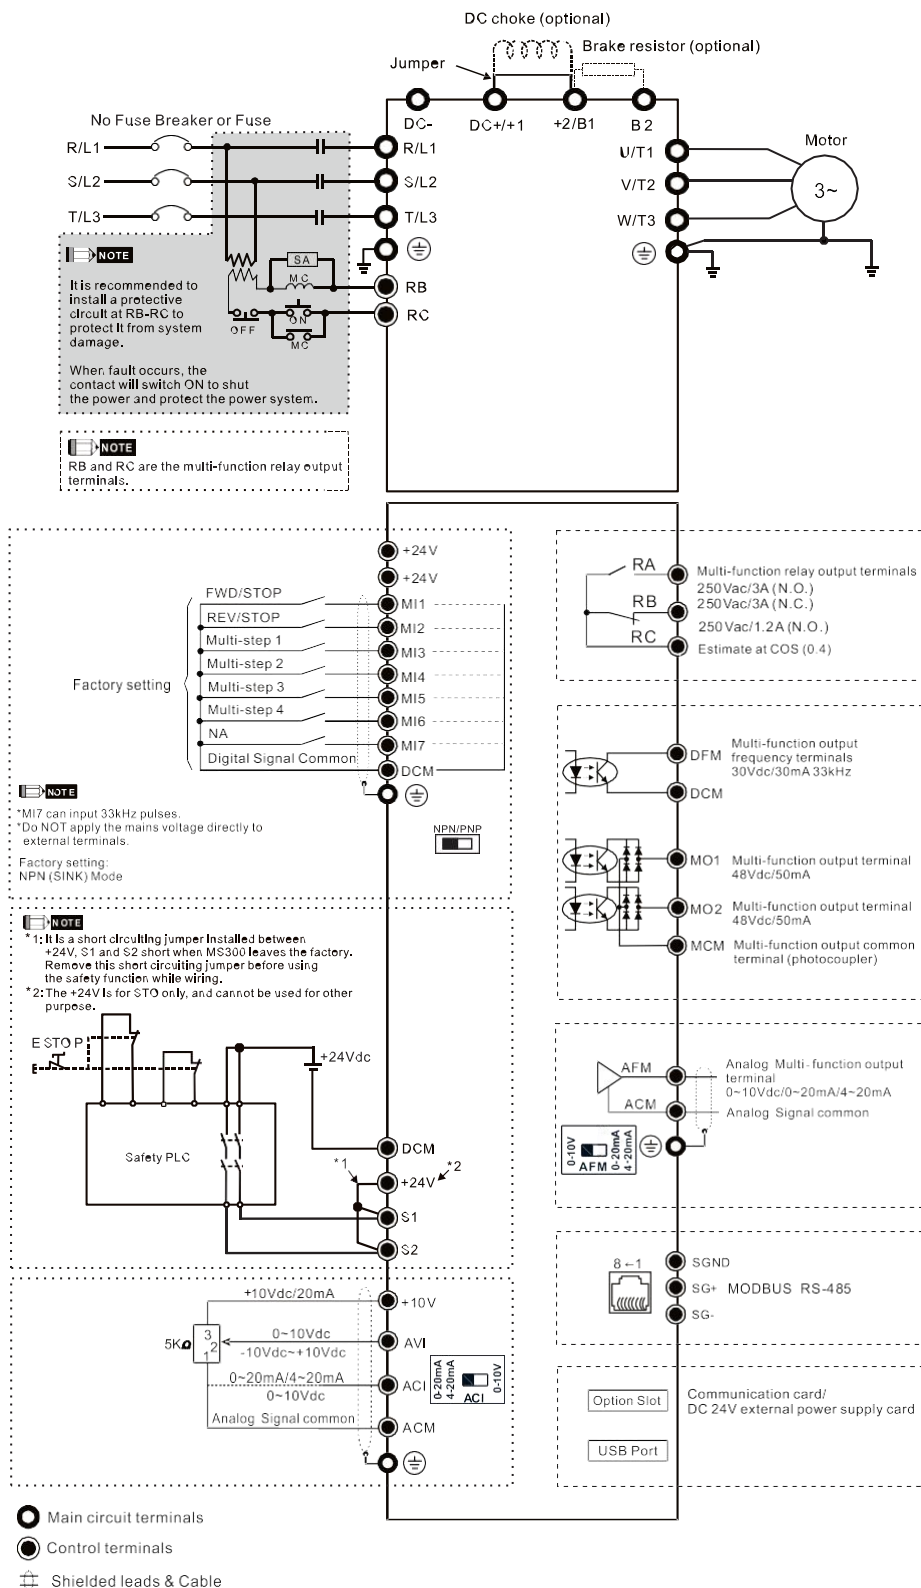 DC choke (optional)
Brake resistor (optional)
Jumper
DC-
DC+/+1
+2/B1
B2
No Fuse Breaker or Fuse
R/L1
R/L1
U/T1
Motor
S/L2
S/L2
V/T2
3~
T/L3
T/L3
W/T3
NOTE
It is recommended to
install a protective
circuit at RB-RC to
protect It from system
damage.
When fault occurs, the
contact will switch ON to shut
the power and protect the power system.
SA
MC
RB
OFF
ON
RC
MC
NOTE
RB and RC are the multi-function relay output
terminals.
+24V
+24V
FWD/STOP
MI1
REV/STOP
MI2
Multi-step 1
MI3
Multi-step 2
MI4
Factory setting
Multi-step 3
MI5
Multi-step 4
MI6
NA
MI7
Digital Signal Common
DCM
NOTE
*MI7 can input 33kHz pulses.
*Do NOT apply the mains voltage directly to
external terminals.
Factory setting:
NPN (SINK) Mode
NPN/PNP
RA
Multi-function relay output terminals
250Vac/3A (N.O.)
RB
250Vac/3A (N.C.)
250Vac/1.2A (N.O.)
RC
Estimate at COS (0.4)
DFM
Multi-function output
frequency terminals
30Vdc/30mA 33kHz
DCM
MO1
Multi-function output terminal
48Vdc/50mA
MO2
Multi-function output terminal
48Vdc/50mA
MCM
Multi-function output common
terminal (photocoupler)
NOTE
*1: It Is a short circuiting jumper Installed between
+24V, S1 and S2 short when MS300 leaves the factory.
Remove this short circuiting jumper before using
the safety function while wiring.
*2: The +24V Is for STO only, and cannot be used for other
purpose.
ESTOP
+24Vdc
Safety PLC
DCM
*1
+24V
*2
S1
S2
AFM
Analog Multi-function output
terminal
0~10Vdc/0~20mA/4~20mA
ACM
Analog Signal common
0-10V
AFM
0-20mA
4-20mA
8←1
SGND
SG+
MODBUS RS-485
SG-
+10Vdc/20mA
+10V
5KΩ
3
2
1
0~10Vdc
-10Vdc~+10Vdc
AVI
0~20mA/4~20mA
0~10Vdc
ACI
0-20mA
4-20mA
ACI
0-10V
Analog Signal common
ACM
Option Slot
Communication card/
DC 24V external power supply card
USB Port
Main circuit terminals
Control terminals
Shielded leads & Cable